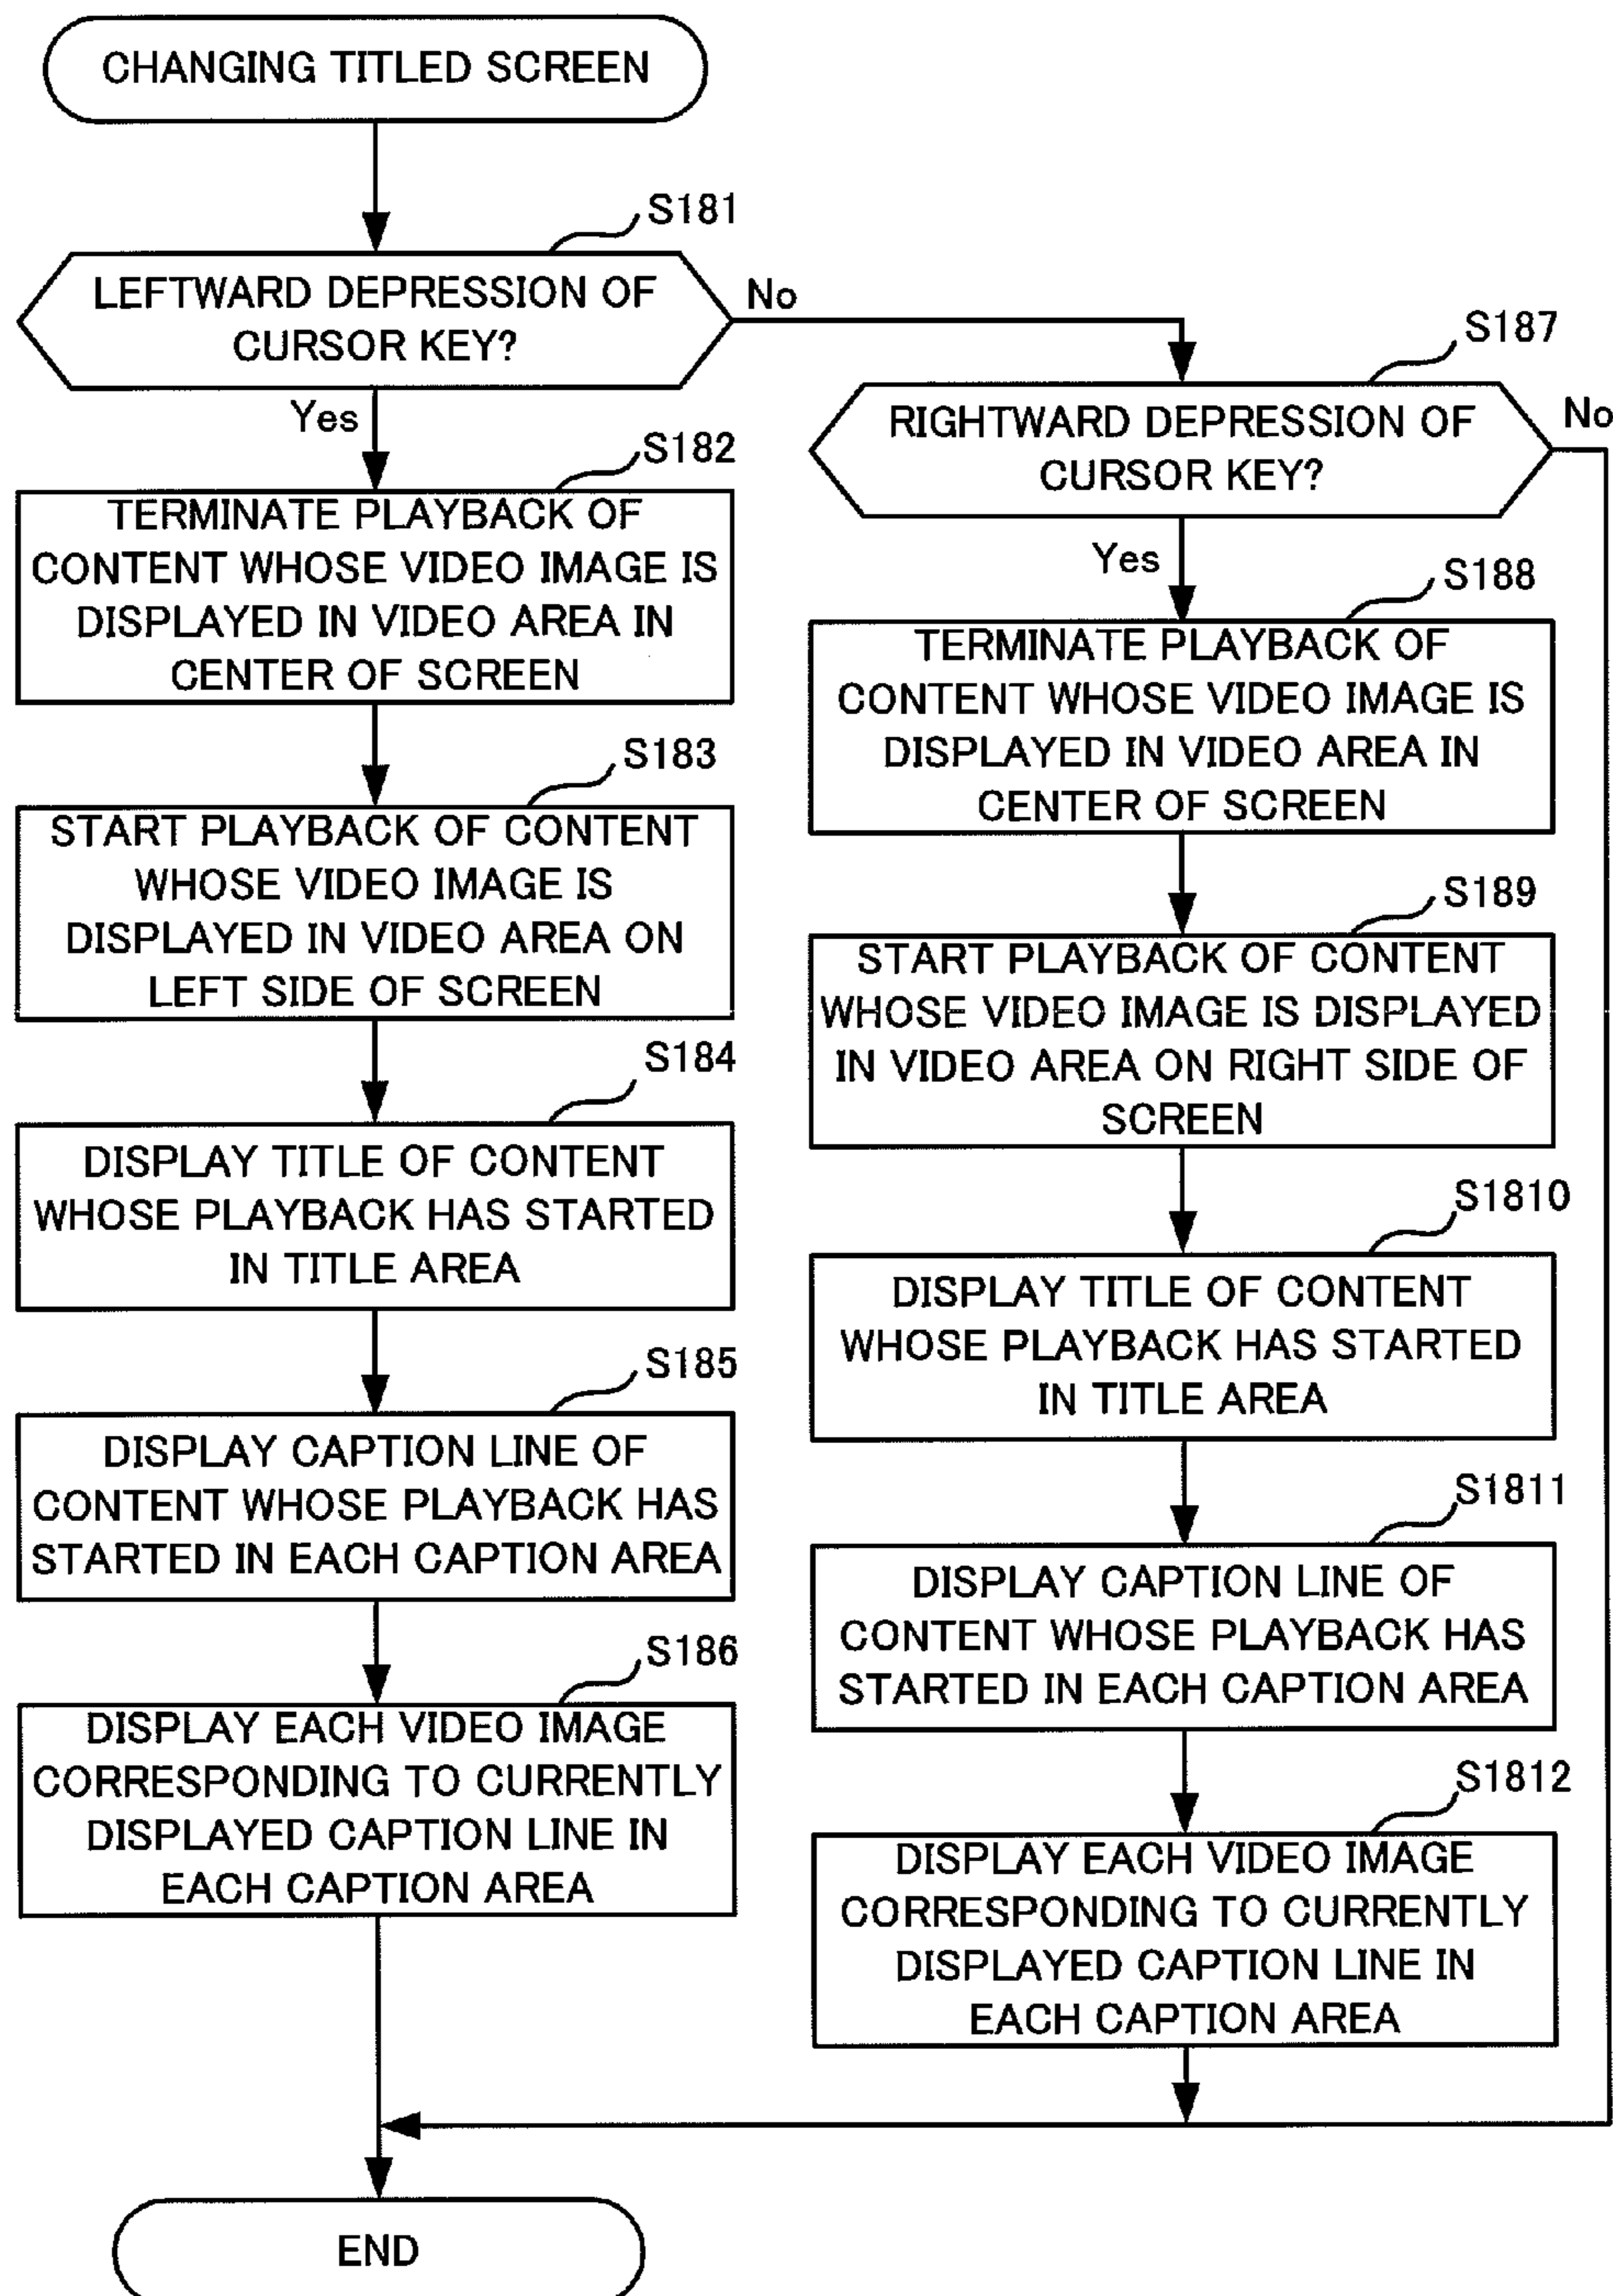 CHANGING TITLED SCREEN
S181
LEFTWARD DEPRESSION OF
CURSOR KEY?
No
Yes
S182
TERMINATE PLAYBACK OF
CONTENT WHOSE VIDEO IMAGE IS
DISPLAYED IN VIDEO AREA IN
CENTER OF SCREEN
S183
START PLAYBACK OF CONTENT
WHOSE VIDEO IMAGE IS
DISPLAYED IN VIDEO AREA ON
LEFT SIDE OF SCREEN
S184
DISPLAY TITLE OF CONTENT
WHOSE PLAYBACK HAS STARTED
IN TITLE AREA
S185
DISPLAY CAPTION LINE OF
CONTENT WHOSE PLAYBACK HAS
STARTED IN EACH CAPTION AREA
S186
DISPLAY EACH VIDEO IMAGE
CORRESPONDING TO CURRENTLY
DISPLAYED CAPTION LINE IN
EACH CAPTION AREA
S187
RIGHTWARD DEPRESSION OF
CURSOR KEY?
No
Yes
S188
TERMINATE PLAYBACK OF
CONTENT WHOSE VIDEO IMAGE IS
DISPLAYED IN VIDEO AREA IN
CENTER OF SCREEN
S189
START PLAYBACK OF CONTENT
WHOSE VIDEO IMAGE IS DISPLAYED
IN VIDEO AREA ON RIGHT SIDE OF
SCREEN
S1810
DISPLAY TITLE OF CONTENT
WHOSE PLAYBACK HAS STARTED
IN TITLE AREA
S1811
DISPLAY CAPTION LINE OF
CONTENT WHOSE PLAYBACK HAS
STARTED IN EACH CAPTION AREA
S1812
DISPLAY EACH VIDEO IMAGE
CORRESPONDING TO CURRENTLY
DISPLAYED CAPTION LINE IN
EACH CAPTION AREA
END